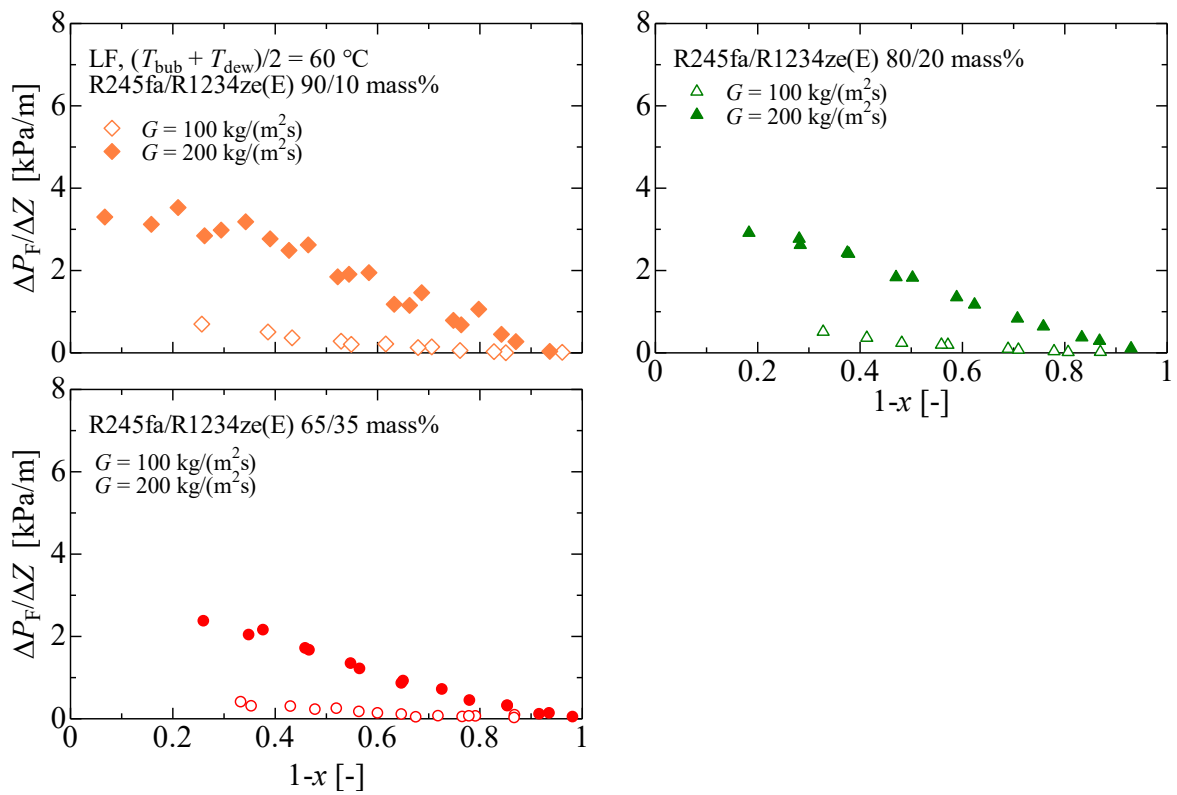 8
6
4
2
0
ΔP_F/ΔZ [kPa/m]
LF, (T_bub + T_dew)/2 = 60 °C
R245fa/R1234ze(E) 90/10 mass%
G = 100 kg/(m²s)
G = 200 kg/(m²s)
8
6
4
2
0
R245fa/R1234ze(E) 80/20 mass%
G = 100 kg/(m²s)
G = 200 kg/(m²s)
0 0.2 0.4 0.6 0.8 1
1-x [-]
8
6
4
2
0
ΔP_F/ΔZ [kPa/m]
R245fa/R1234ze(E) 65/35 mass%
G = 100 kg/(m²s)
G = 200 kg/(m²s)
0 0.2 0.4 0.6 0.8 1
1-x [-]